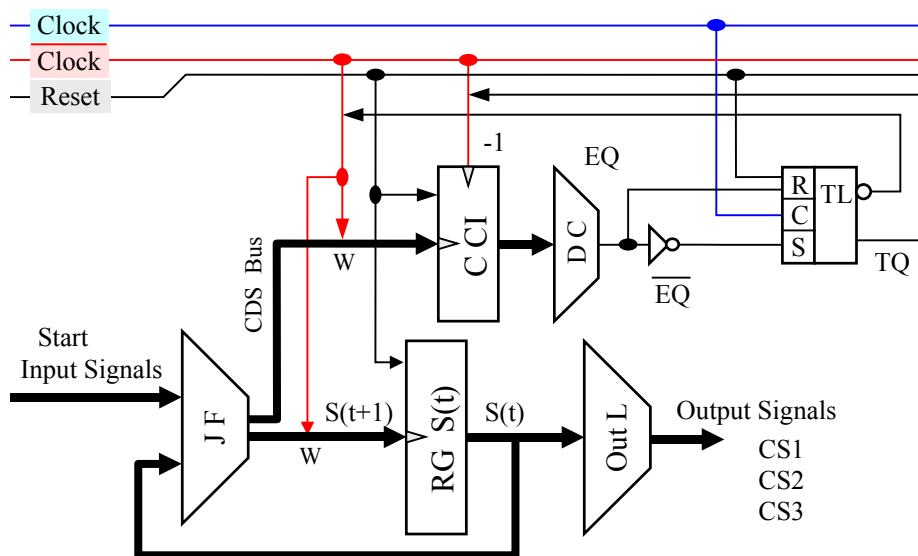 Clock
Clock
Reset
-1
EQ
R
TL
C
S
TQ
C CI
D C
EQ
W
CDS Bus
Start
Input Signals
J F
S(t+1)
W
RG S(t)
S(t)
Out L
Output Signals
CS1
CS2
CS3